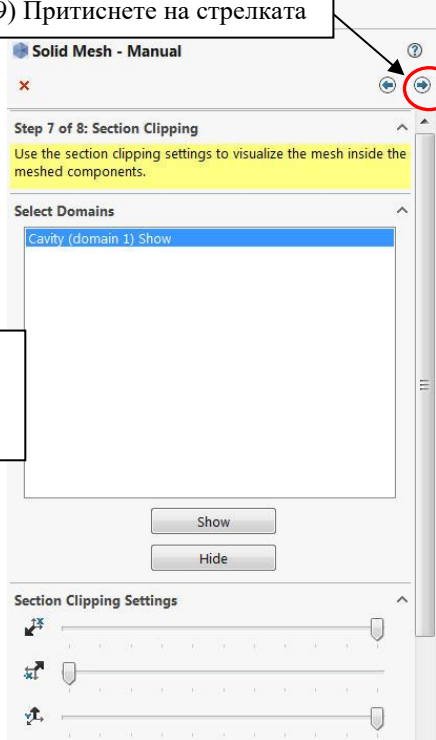 9) Притиснете на стрелката
Solid Mesh - Manual
Step 7 of 8: Section Clipping
Use the section clipping settings to visualize the mesh inside the
meshed components.
Select Domains
Cavity (domain 1) Show
Show
Hide
Section Clipping Settings